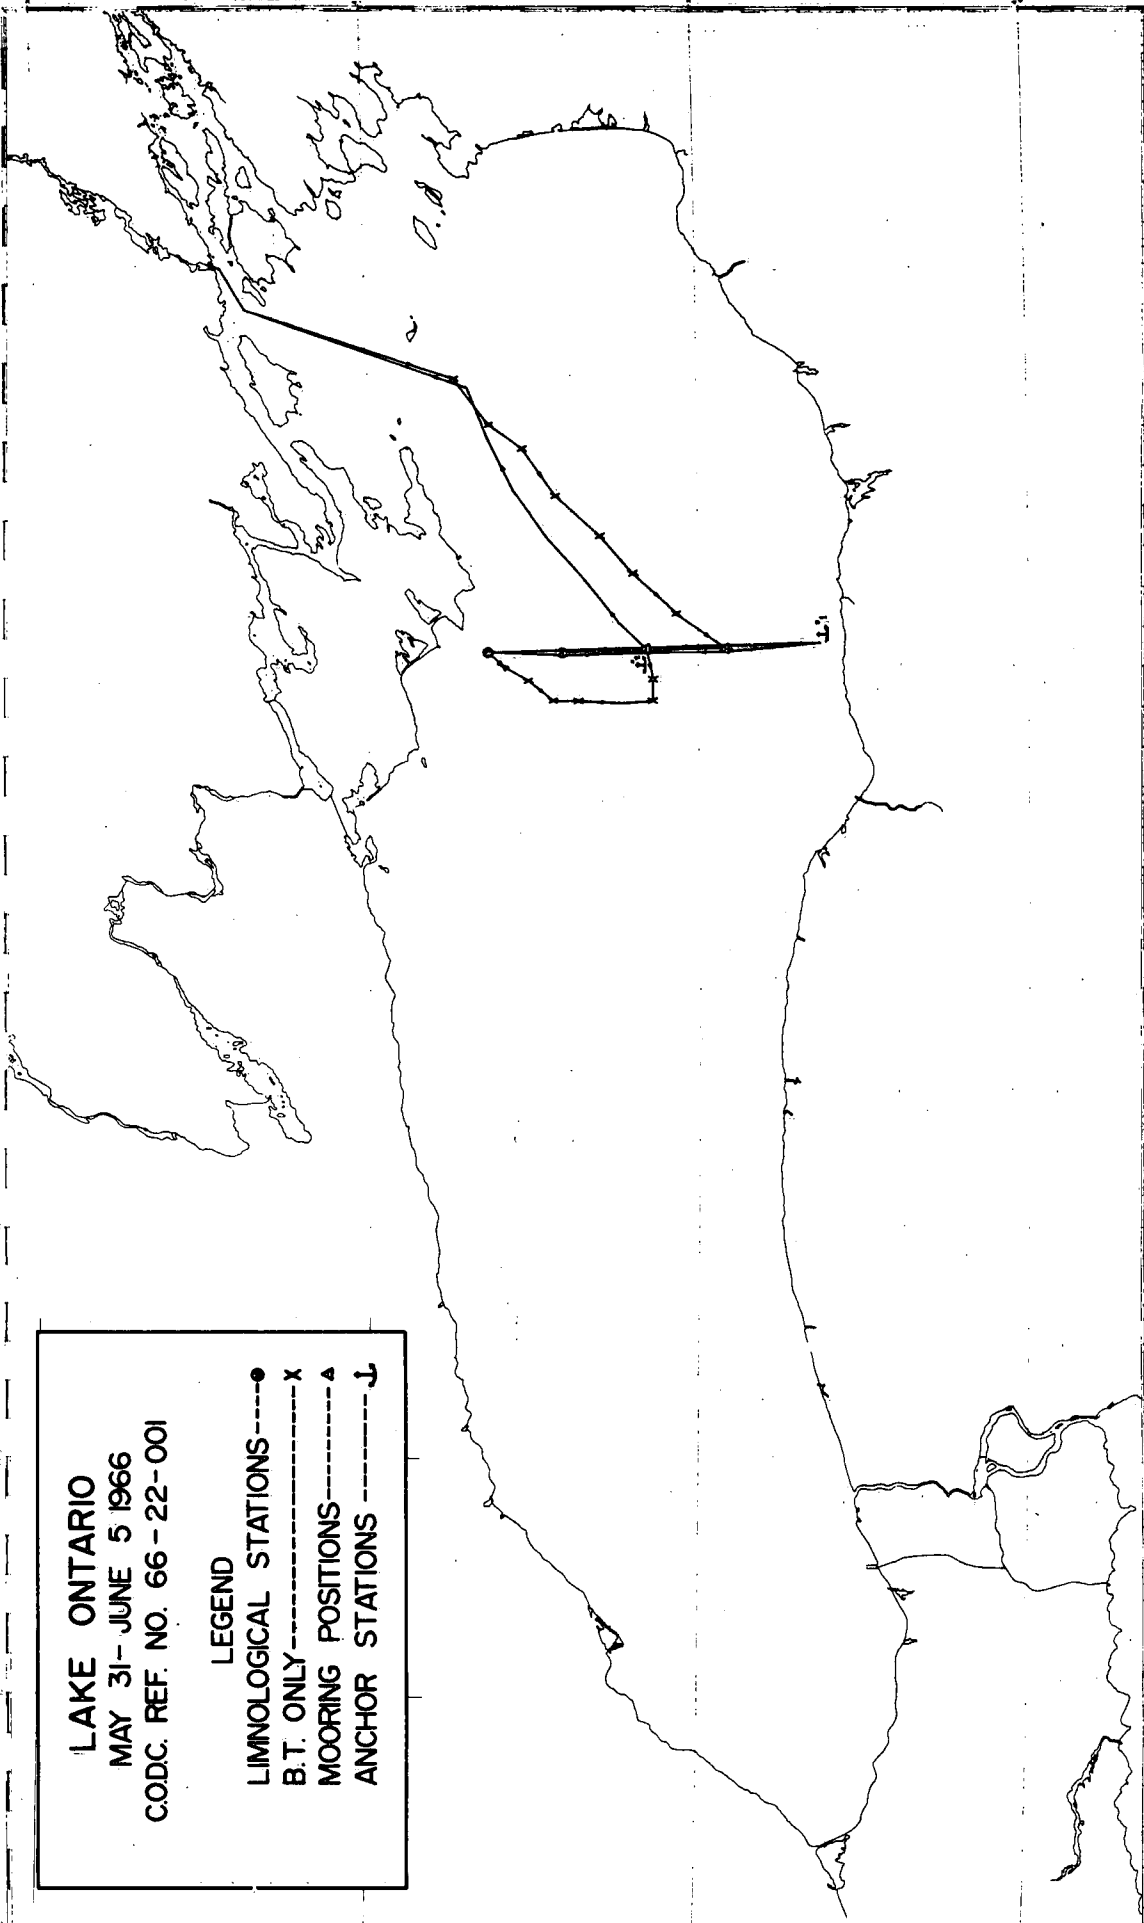 LAKE ONTARIO
MAY 31- JUNE 5 1966
C.O.D.C. REF. NO. 66-22-001
LEGEND
LIMNOLOGICAL STATIONS----
B.T. ONLY-----------------X
MOORING POSITIONS----------
ANCHOR STATIONS ---------